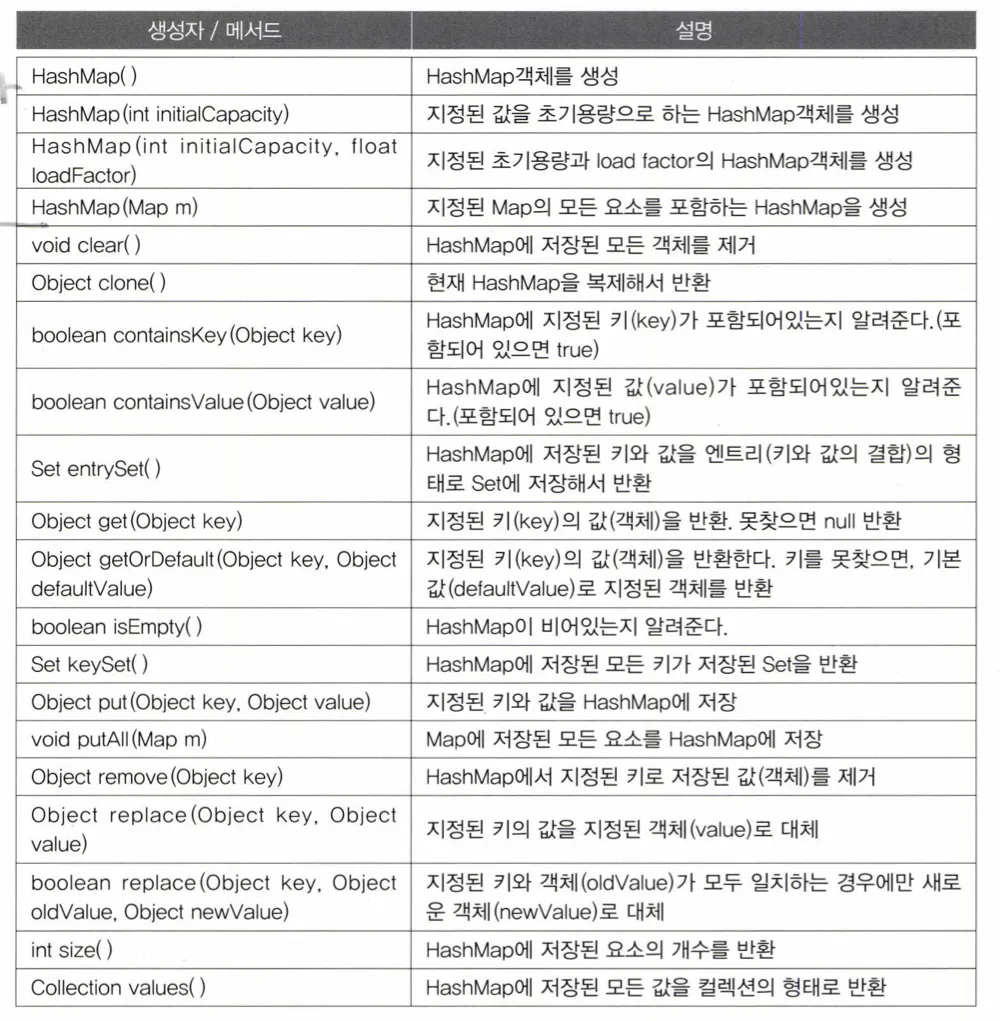 생성자 / 메서드
설명
HashMap( )
HashMap객체를 생성
HashMap(int initialCapacity)
지정된 값을 초기용량으로 하는 HashMap객체를 생성
HashMap(int initialCapacity, float
loadFactor)
지정된 초기용량과 load factor의 HashMap객체를 생성
HashMap(Map m)
지정된 Map의 모든 요소를 포함하는 HashMap을 생성
void clear( )
HashMap에 저장된 모든 객체를 제거
Object clone( )
현재 HashMap을 복제해서 반환
boolean containsKey(Object key)
HashMap에 지정된 키(key)가 포함되어있는지 알려준다.(포
함되어 있으면 true)
boolean containsValue(Object value)
HashMap에 지정된 값(value)가 포함되어있는지 알려준
다.(포함되어 있으면 true)
Set entrySet( )
HashMap에 저장된 키와 값을 엔트리(키와 값의 결합)의 형
태로 Set에 저장해서 반환
Object get(Object key)
지정된 키(key)의 값(객체)을 반환. 못찾으면 null 반환
Object getOrDefault(Object key, Object
defaultValue)
지정된 키(key)의 값(객체)을 반환한다. 키를 못찾으면, 기본
값(defaultValue)로 지정된 객체를 반환
boolean isEmpty( )
HashMap이 비어있는지 알려준다.
Set keySet( )
HashMap에 저장된 모든 키가 저장된 Set을 반환
Object put(Object key, Object value)
지정된 키와 값을 HashMap에 저장
void putAll(Map m)
Map에 저장된 모든 요소를 HashMap에 저장
Object remove(Object key)
HashMap에서 지정된 키로 저장된 값(객체)를 제거
Object replace(Object key, Object
value)
지정된 키의 값을 지정된 객체(value)로 대체
boolean replace(Object key, Object
oldValue, Object newValue)
지정된 키와 객체(oldValue)가 모두 일치하는 경우에만 새로
운 객체(newValue)로 대체
int size( )
HashMap에 저장된 요소의 개수를 반환
Collection values( )
HashMap에 저장된 모든 값을 컬렉션의 형태로 반환